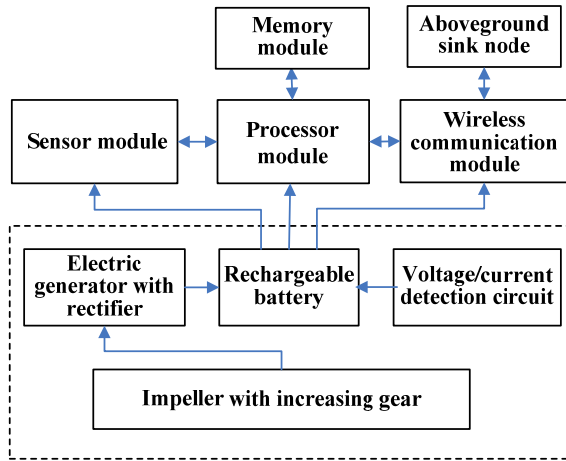 Memory
module
Aboveground
sink node
Sensor module
Processor
module
Wireless
communication
module
Electric
generator with
rectifier
Rechargeable
battery
Voltage/current
detection circuit
Impeller with increasing gear